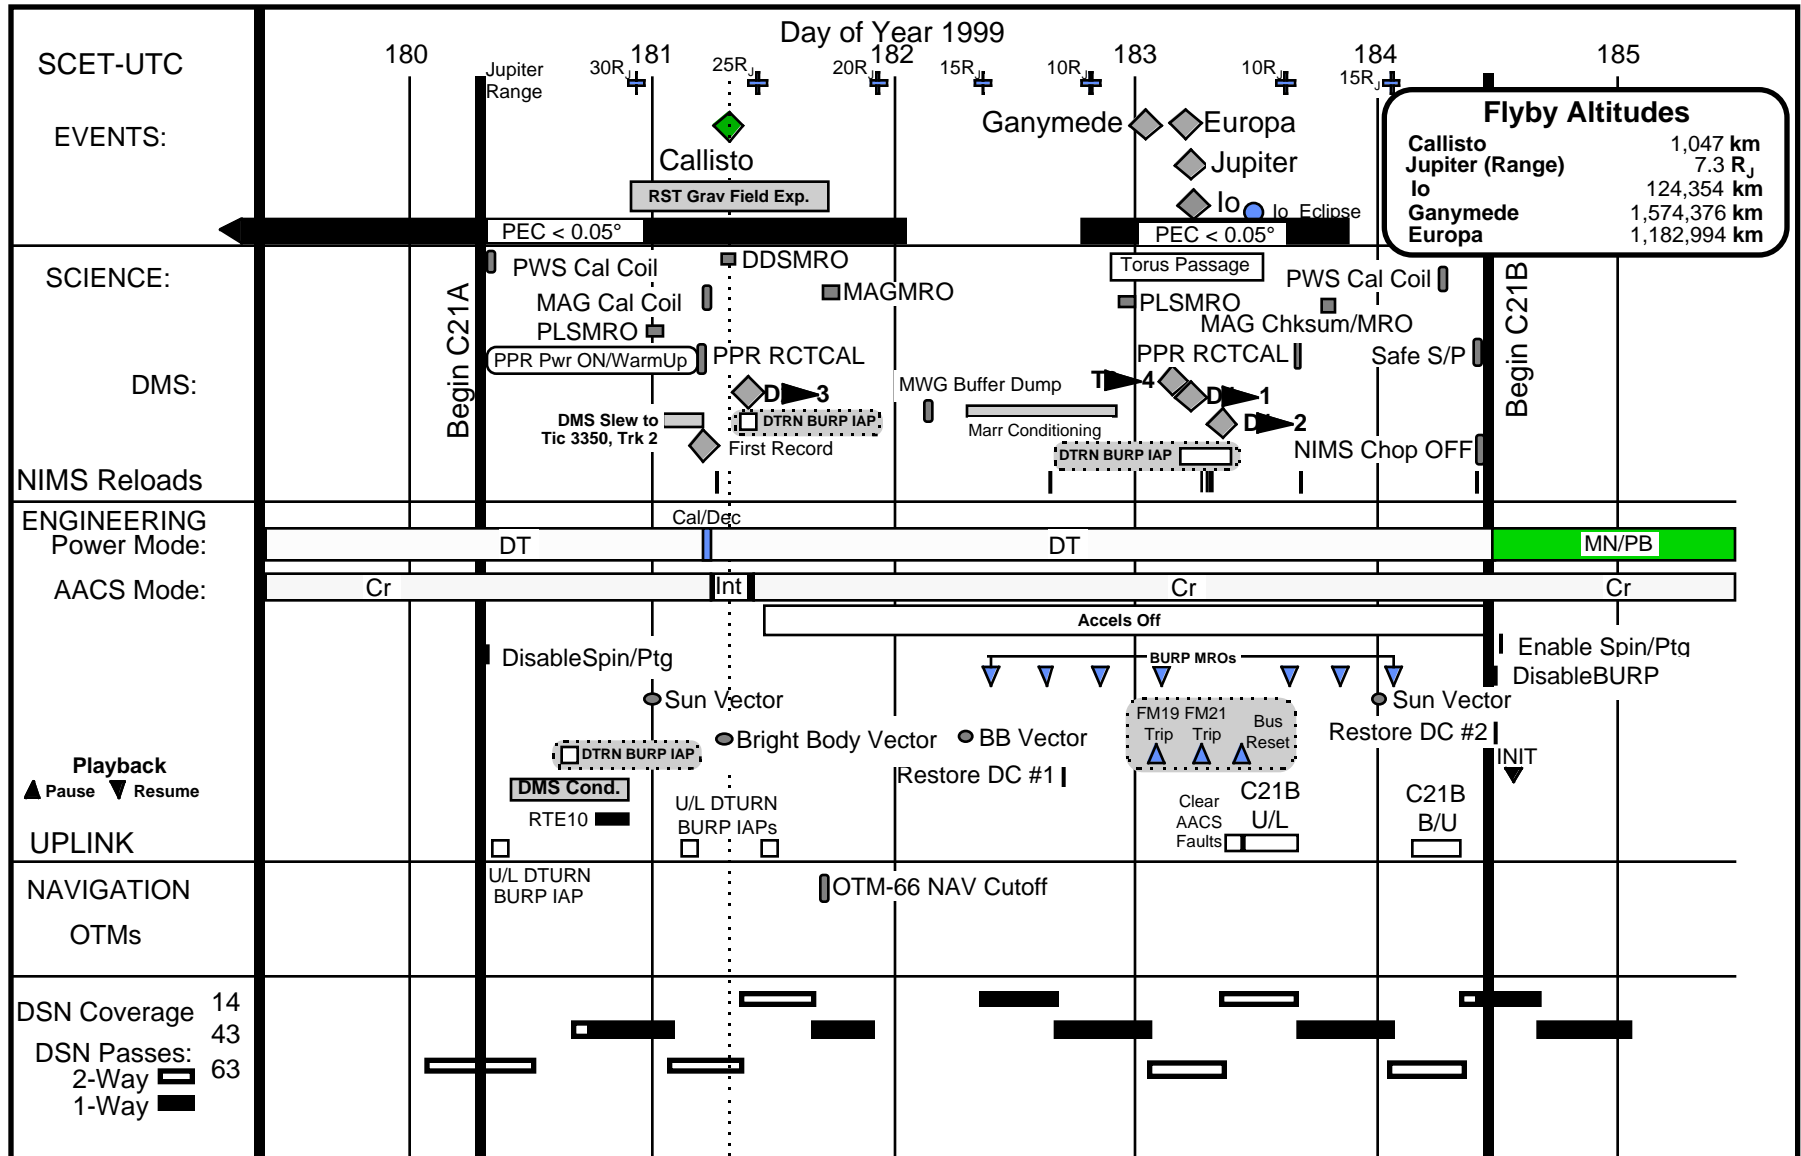 Day of Year 1999
SCET-UTC
180
181
182
183
184
185
Jupiter
Range
30RJ
25RJ
20RJ
15RJ
10RJ
10RJ
15RJ
EVENTS:
Callisto
Ganymede
Europa
Jupiter
Io
Io Eclipse
RST Grav Field Exp.
PEC < 0.05°
PEC < 0.05°
Flyby Altitudes
Callisto 1,047 km
Jupiter (Range) 7.3 RJ
Io 124,354 km
Ganymede 1,574,376 km
Europa 1,182,994 km
SCIENCE:
Begin C21A
Begin C21B
PWS Cal Coil
DDSMRO
Torus Passage
PWS Cal Coil
MAG Cal Coil
MAGMRO
PLSMRO
MAG Chksum/MRO
PLSMRO
PPR Pwr ON/WarmUp
PPR RCTCAL
PPR RCTCAL
Safe S/P
DMS:
3
MWG Buffer Dump
4
1
2
DMS Slew to
Tic 3350, Trk 2
DTRN BURP IAP
First Record
Marr Conditioning
DTRN BURP IAP
NIMS Chop OFF
NIMS Reloads
ENGINEERING
Cal/Dec
Power Mode:
DT
DT
MN/PB
AACS Mode:
Cr
Int
Cr
Cr
Accels Off
DisableSpin/Ptg
BURP MROs
Enable Spin/Ptg
DisableBURP
Sun Vector
Sun Vector
FM19
Trip
FM21
Trip
Bus
Reset
Bright Body Vector
BB Vector
Restore DC #2
DTRN BURP IAP
Restore DC #1
INIT
Playback
Pause
Resume
DMS Cond.
RTE10
U/L DTURN
BURP IAPs
Clear
AACS
Faults
C21B
U/L
C21B
B/U
UPLINK
U/L DTURN
BURP IAP
NAVIGATION
OTM-66 NAV Cutoff
OTMs
DSN Coverage
14
43
63
DSN Passes:
2-Way
1-Way